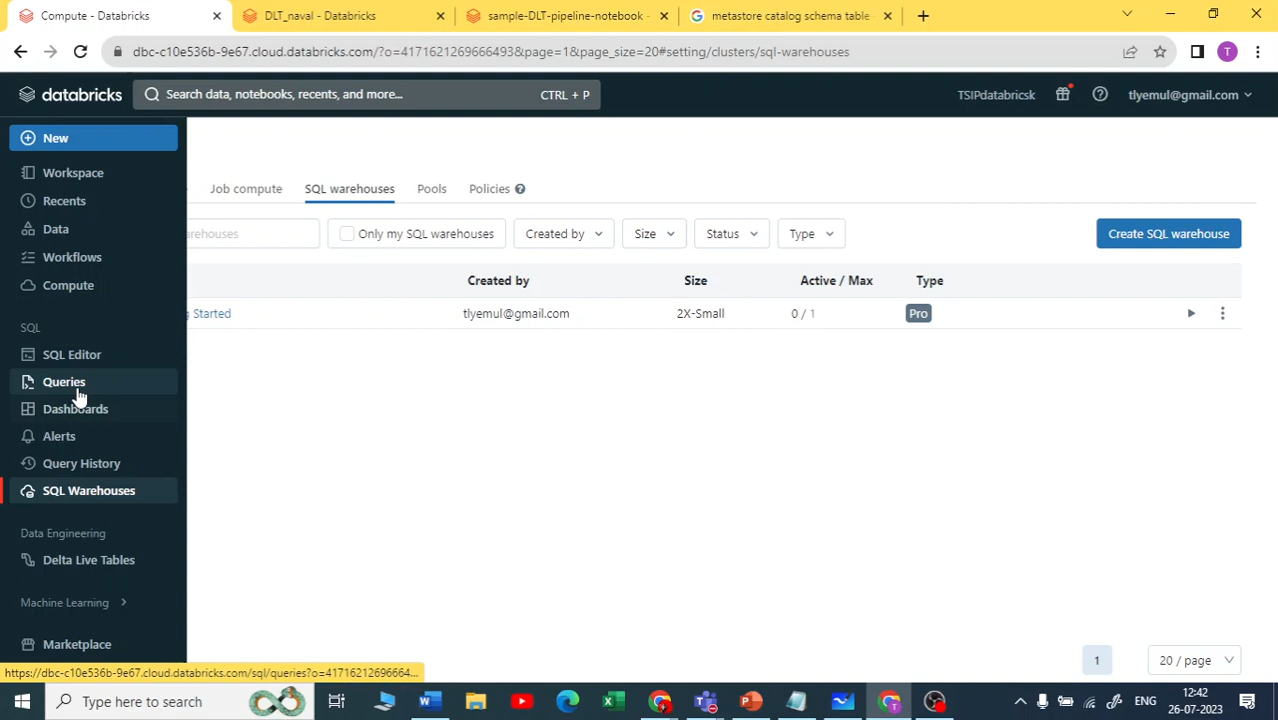 Compute - Databricks
DLT_naval - Databricks
sample-DLT-pipeline-notebook -
metastore catalog schema table -
dbc-c10e536b-9e67.cloud.databricks.com/?o=4171621269666493&page=1&page_size=20#setting/clusters/sql-warehouses
databricks
Search data, notebooks, recents, and more...
CTRL + P
TSIPdatabricsk
tlyemul@gmail.com
New
Workspace
Recents
Data
Workflows
Compute
SQL
SQL Editor
Queries
Dashboards
Alerts
Query History
SQL Warehouses
Data Engineering
Delta Live Tables
Machine Learning
Marketplace
Job compute
SQL warehouses
Pools
Policies
arehouses
Only my SQL warehouses
Created by
Size
Status
Type
Create SQL warehouse
Created by
Size
Active / Max
Type
g Started
tlyemul@gmail.com
2X-Small
0 / 1
Pro
1
20 / page
https://dbc-c10e536b-9e67.cloud.databricks.com/sql/queries?o=41716212696664...
Type here to search
ENG
12:42
26-07-2023